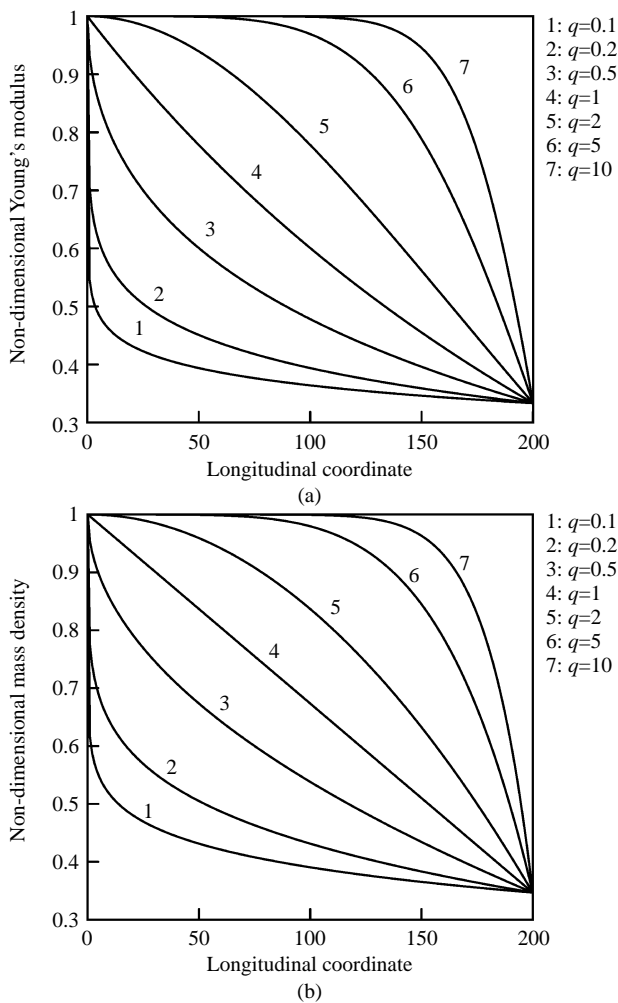 1
0.9
0.8
0.7
0.6
0.5
0.4
0.3
Non-dimensional Young's modulus
1
2
3
4
5
6
7
0
50
100
150
200
Longitudinal coordinate
(a)
1: q=0.1
2: q=0.2
3: q=0.5
4: q=1
5: q=2
6: q=5
7: q=10
1
0.9
0.8
0.7
0.6
0.5
0.4
0.3
Non-dimensional mass density
1
2
3
4
5
6
7
0
50
100
150
200
Longitudinal coordinate
(b)
1: q=0.1
2: q=0.2
3: q=0.5
4: q=1
5: q=2
6: q=5
7: q=10